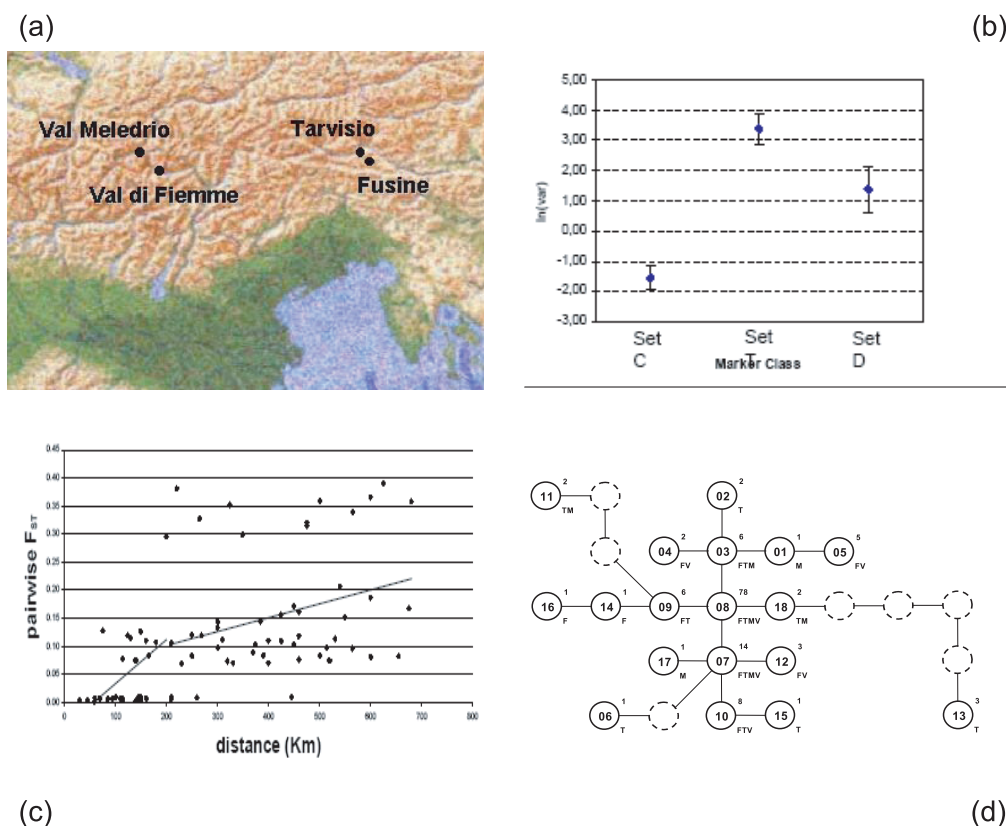 (a)
(b)
Val Meledrio
Tarvisio
Val di Fiemme
Fusine
5,00
4,00
3,00
2,00
1,00
0,00
-1,00
-2,00
-3,00
ln(var)
Set C
Set T
Set D
Marker Class
0.45
0.40
0.35
0.30
0.25
0.20
0.15
0.10
0.05
0.00
pairwise FST
0 100 200 300 400 500 600 700 800
distance (Km)
11 2 TM
02 2 T
04 2 FV
03 6 FTM
01 1 M
05 5 FV
16 1 F
14 1 F
09 6 FT
08 78 FTMV
18 2 TM
17 1 M
07 14 FTMV
12 3 FV
06 1 T
10 8 FTV
15 1 T
13 3 T
(c)
(d)